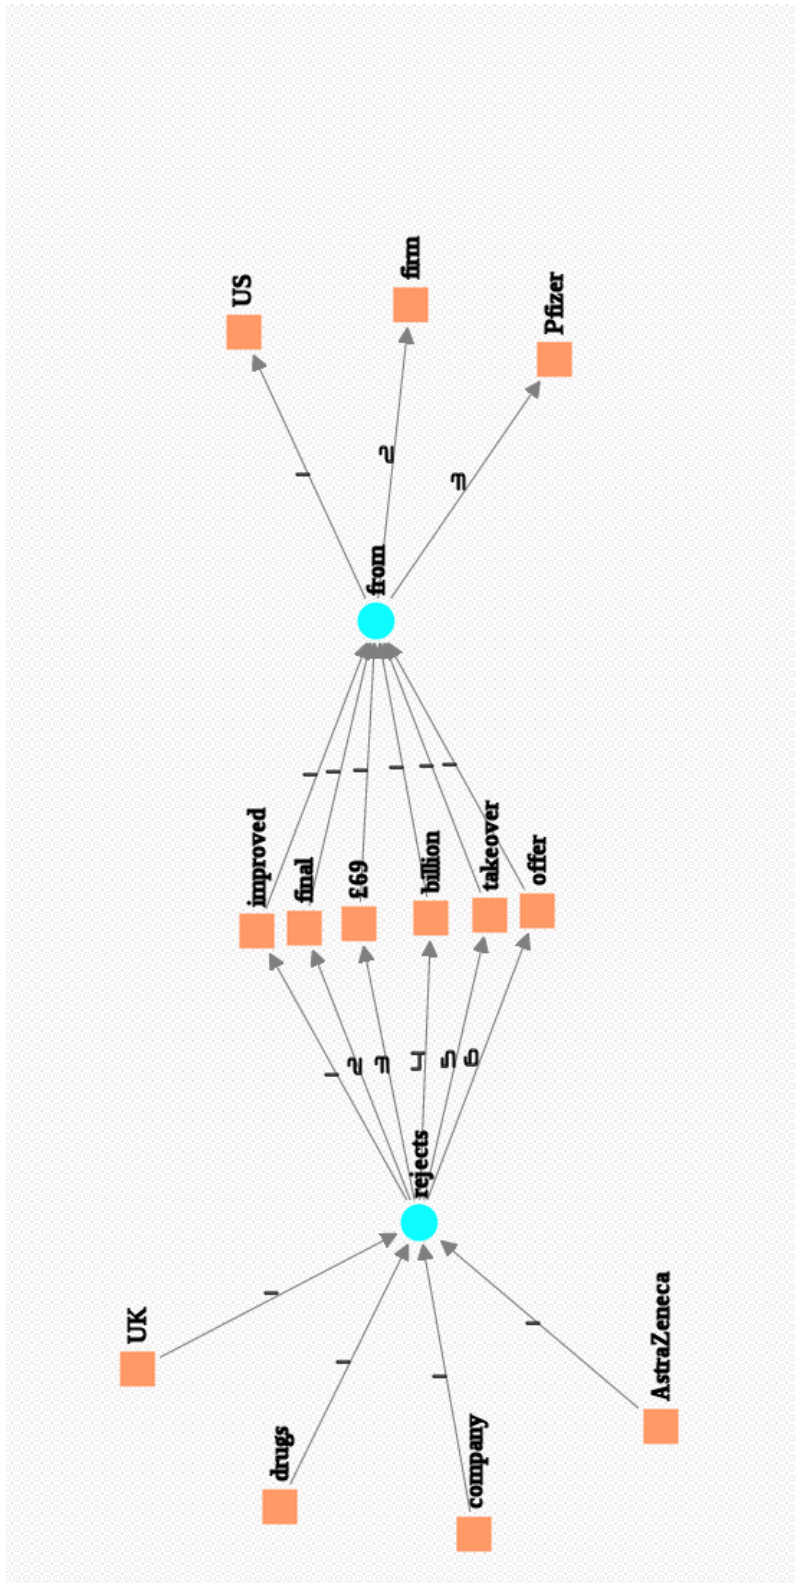 UK
drugs
company
AstraZeneca
1
1
1
1
rejects
1
2
3
4
5
6
improved
final
£69
billion
takeover
offer
1
1
1
1
1
1
from
1
2
3
US
firm
Pfizer